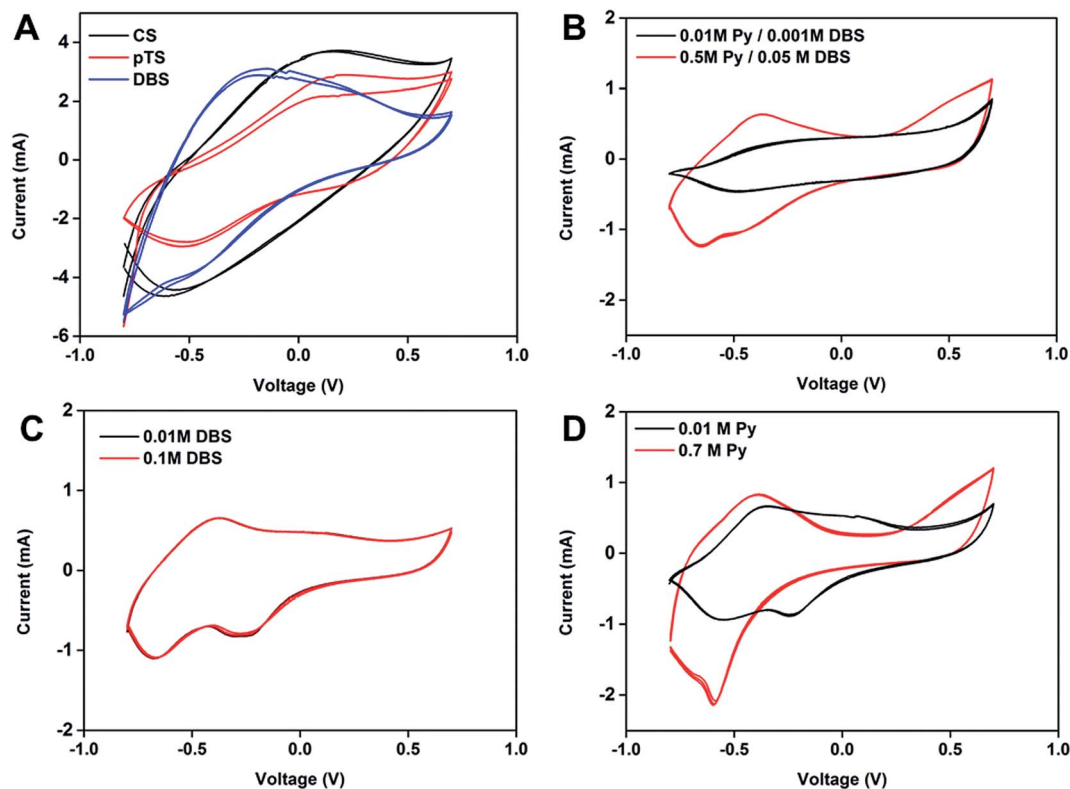 A
CS
pTS
DBS
Current (mA)
4
2
0
-2
-4
-6
-1.0
-0.5
0.0
0.5
1.0
Voltage (V)
B
0.01M Py / 0.001M DBS
0.5M Py / 0.05 M DBS
Current (mA)
2
1
0
-1
-2
-1.0
-0.5
0.0
0.5
1.0
Voltage (V)
C
0.01M DBS
0.1M DBS
Current (mA)
2
1
0
-1
-2
-1.0
-0.5
0.0
0.5
1.0
Voltage (V)
D
0.01 M Py
0.7 M Py
Current (mA)
2
1
0
-1
-2
-1.0
-0.5
0.0
0.5
1.0
Voltage (V)